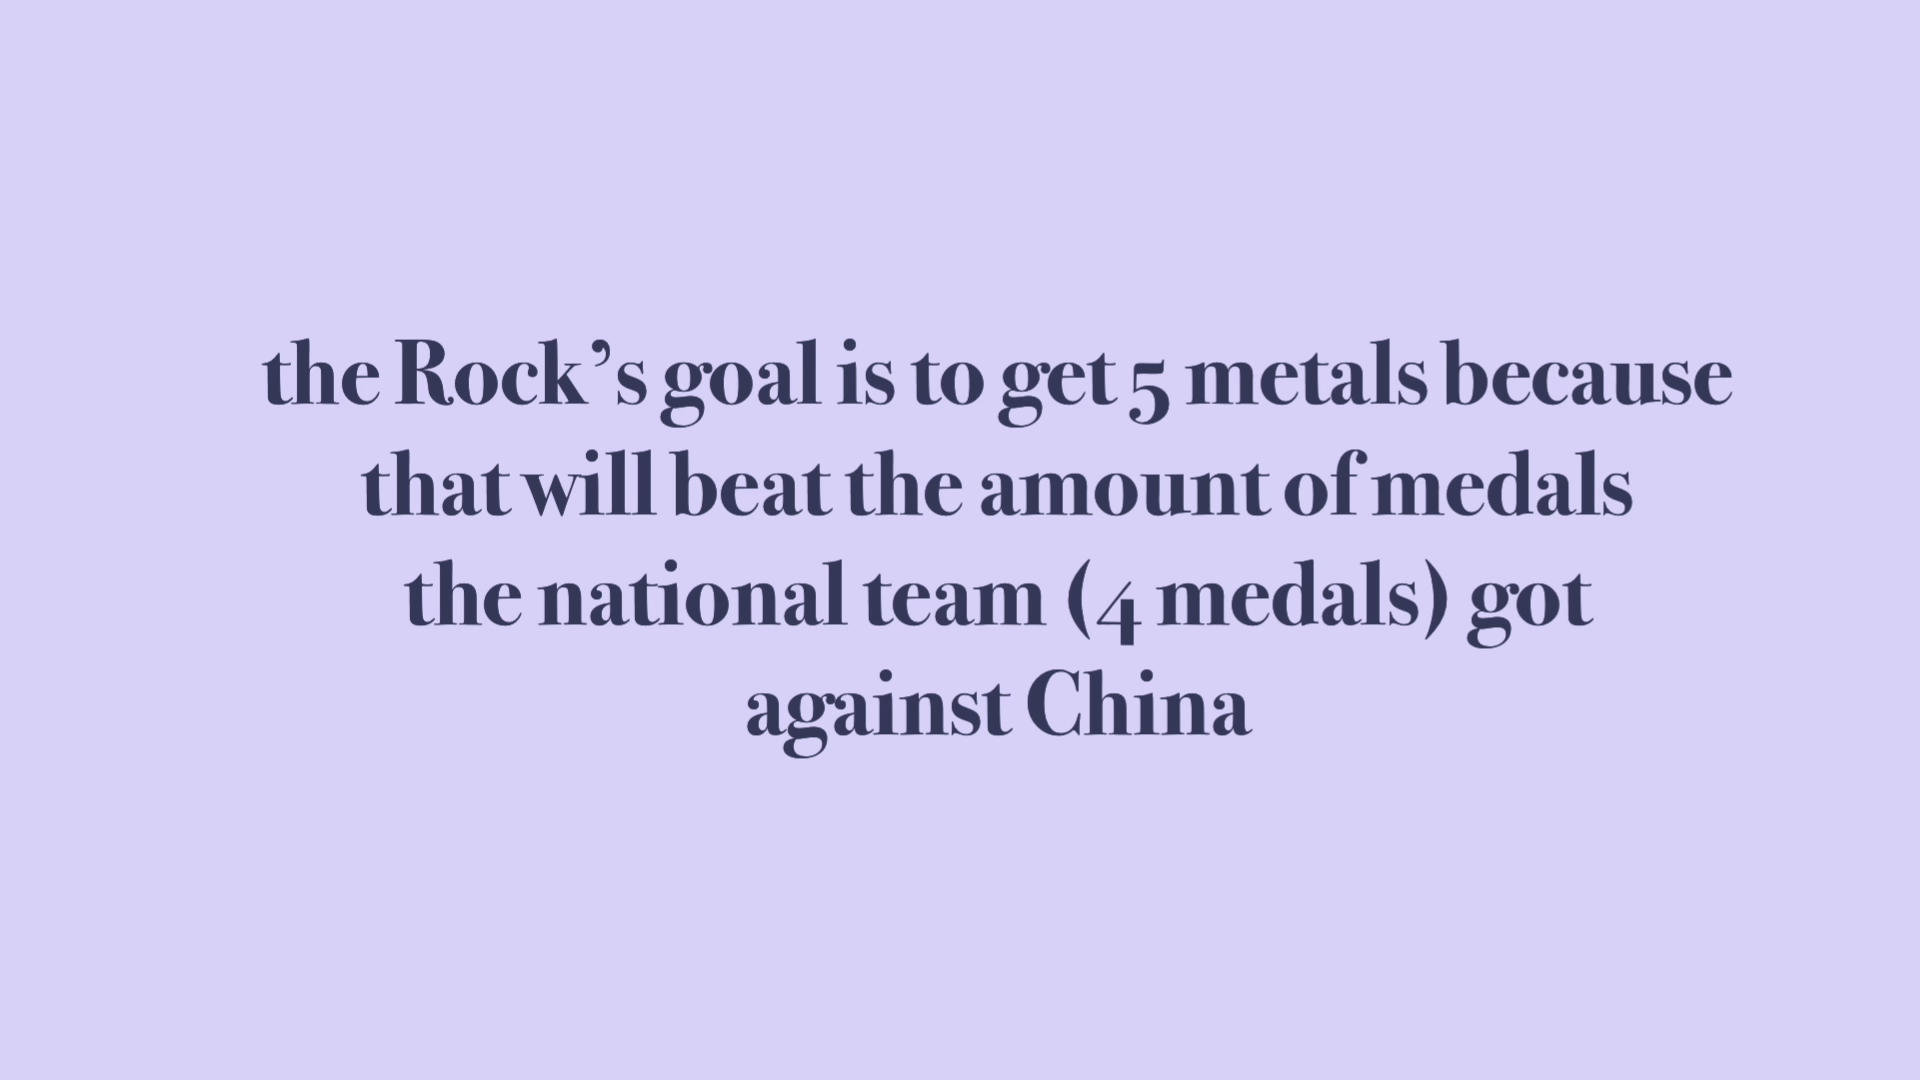 the Rock’s goal is to get 5 metals because
that will beat the amount of medals
the national team (4 medals) got
against China